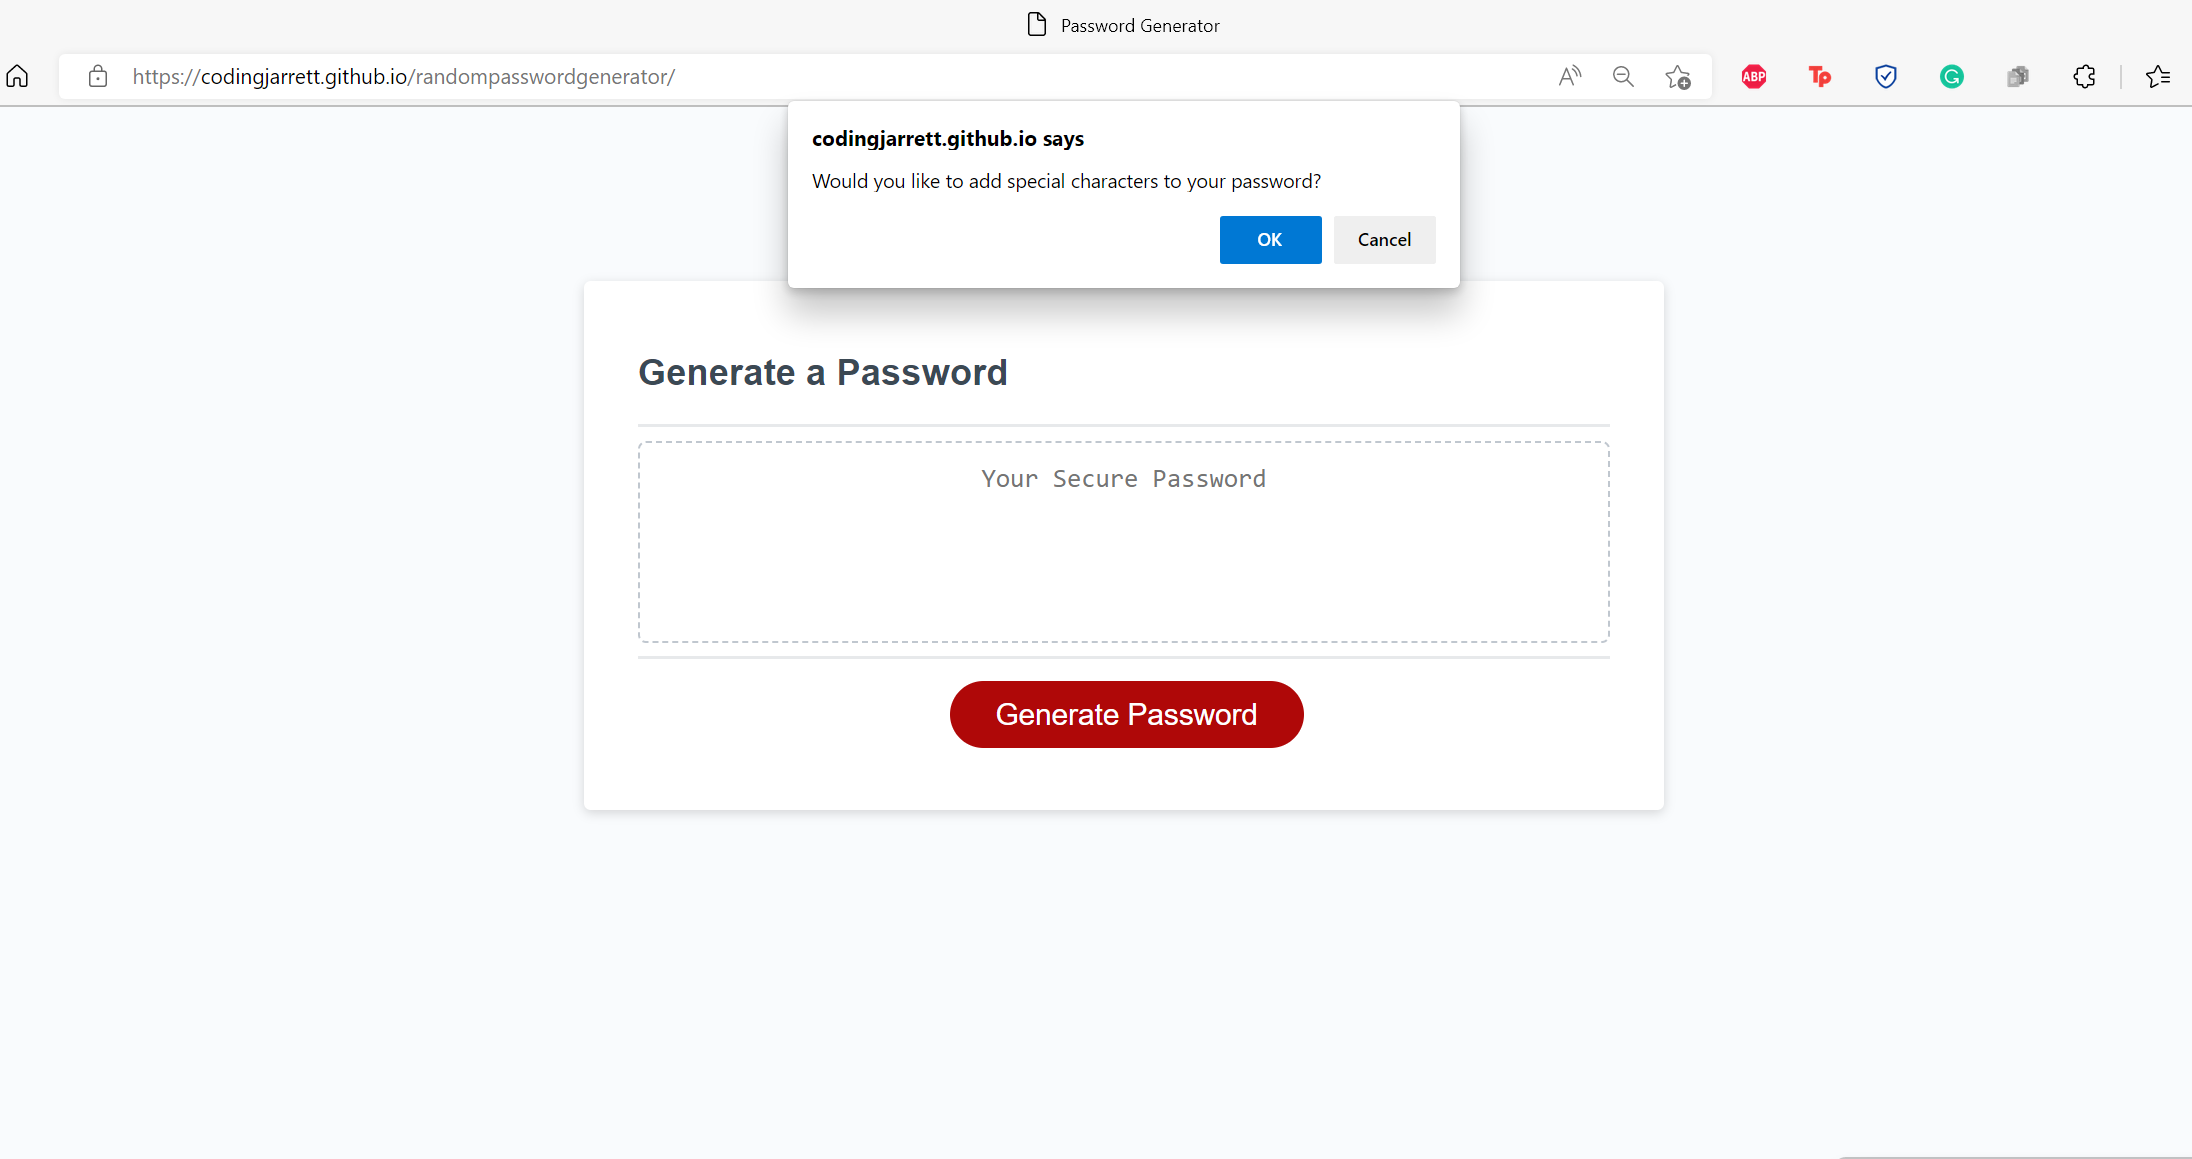 Password Generator
https://codingjarrett.github.io/randompasswordgenerator/
A
ABP
Tp
G
codingjarrett.github.io says
Would you like to add special characters to your password?
OK
Cancel
Generate a Password
Your Secure Password
Generate Password